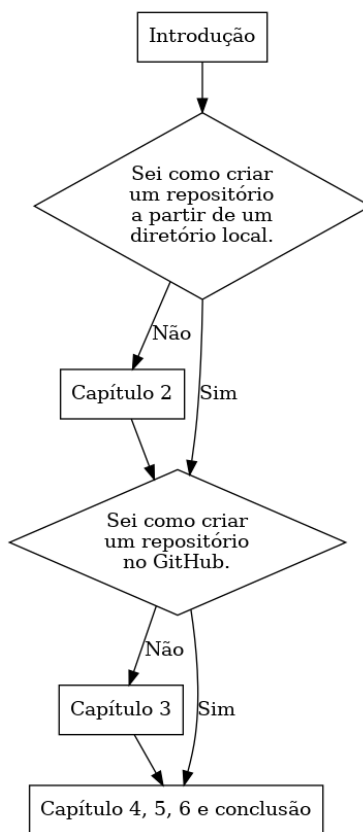 Introdução
Sei como criar
um repositório
a partir de um
diretório local.
Não
Capítulo 2
Sim
Sei como criar
um repositório
no GitHub.
Não
Capítulo 3
Sim
Capítulo 4, 5, 6 e conclusão